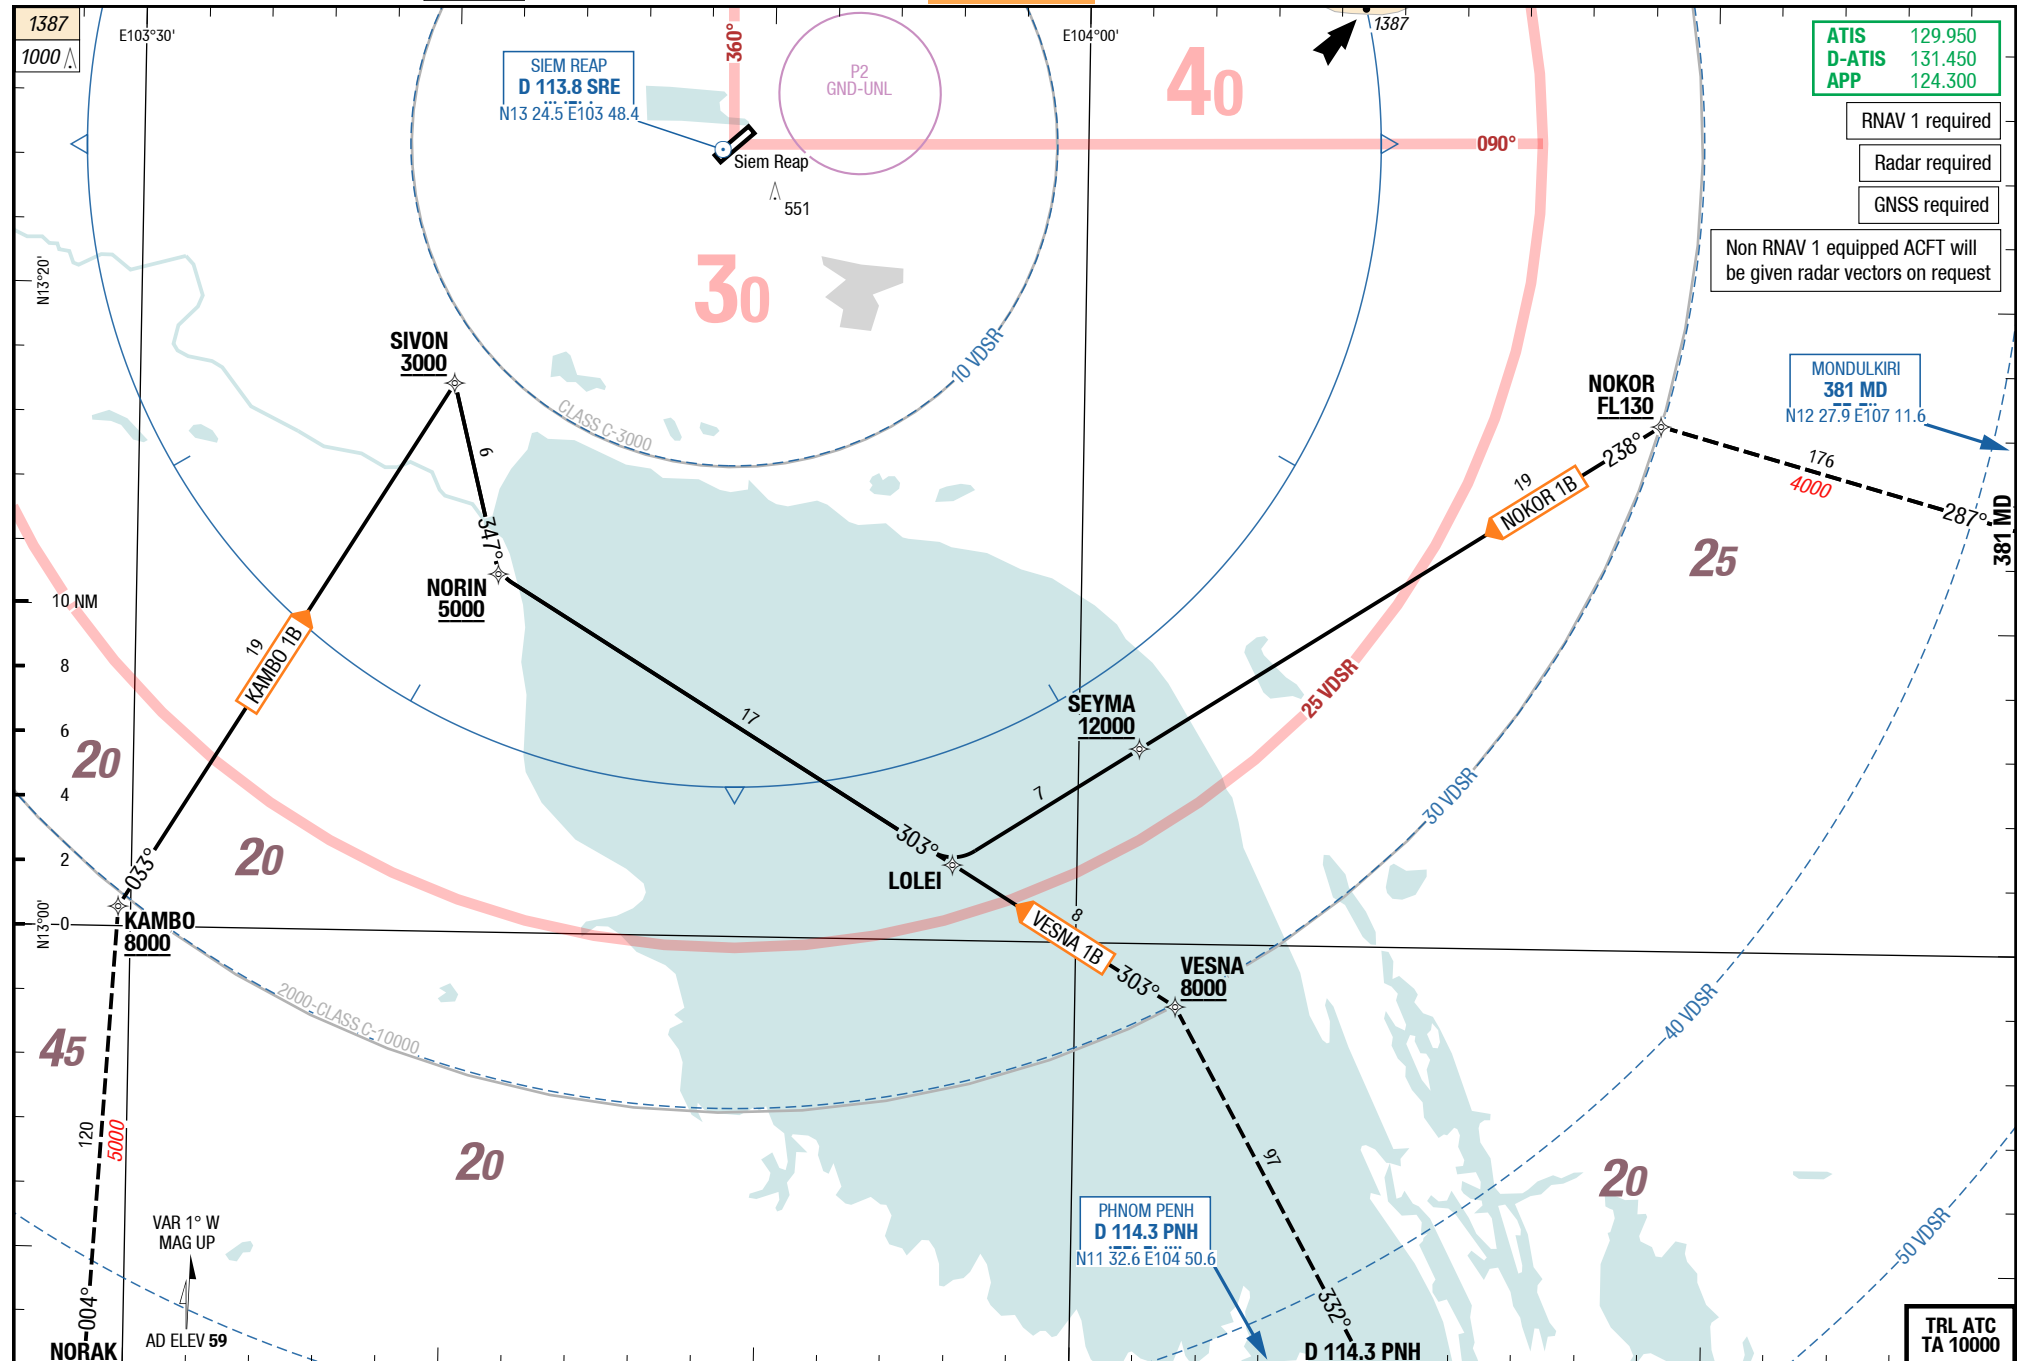 1387
1000
E103°30'
SIEM REAP
D 113.8 SRE
N13 24.5 E103 48.4
360°
P2
GND-UNL
E104°00'
1387
40
ATIS 129.950
D-ATIS 131.450
APP 124.300
RNAV 1 required
Radar required
GNSS required
Non RNAV 1 equipped ACFT will
be given radar vectors on request
090°
Siem Reap
551
N13°20'
30
10 VDSR
CLASS C-3000
SIVON
3000
6
347°
NORIN
5000
NOKOR
FL130
238°
19
NOKOR 1B
MONDULKIRI
381 MD
N12 27.9 E107 11.6
176
4000
287°
381 MD
25
10 NM
8
6
4
2
0
19
KAMBO 1B
20
17
SEYMA
12000
25 VDSR
7
30 VDSR
303°
LOLEI
20
033°
KAMBO
8000
N13°00'
8
VESNA 1B
303°
VESNA
8000
2000-CLASS C-10000
45
40 VDSR
120
5000
20
97
20
PHNOM PENH
D 114.3 PNH
N11 32.6 E104 50.6
50 VDSR
VAR 1° W
MAG UP
004°
332°
AD ELEV 59
NORAK
D 114.3 PNH
TRL ATC
TA 10000